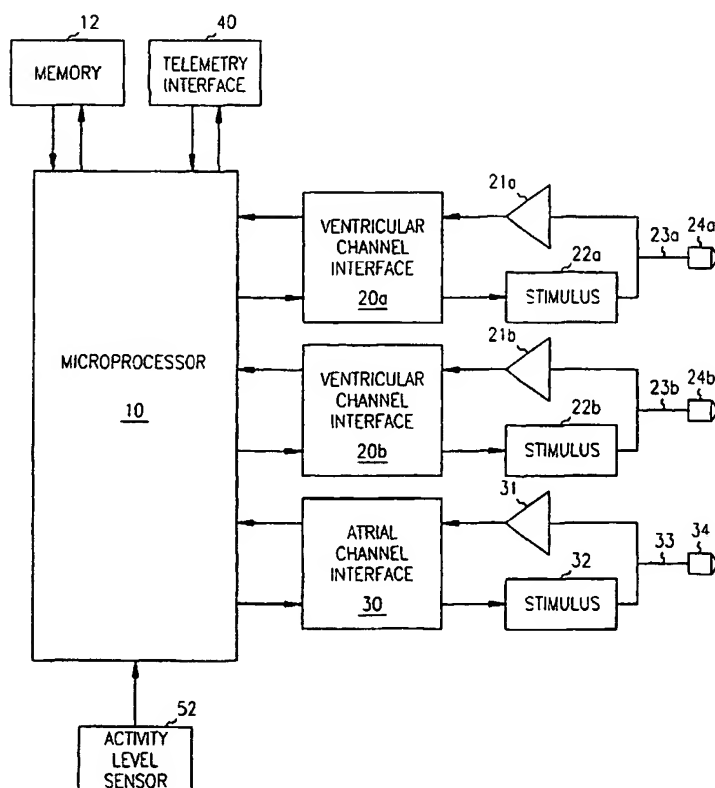 12
40
MEMORY
TELEMETRY
INTERFACE
21a
VENTRICULAR
CHANNEL
INTERFACE
20a
22a
STIMULUS
23a
24a
MICROPROCESSOR
10
21b
VENTRICULAR
CHANNEL
INTERFACE
20b
22b
STIMULUS
23b
24b
31
ATRIAL
CHANNEL
INTERFACE
30
32
STIMULUS
33
34
52
ACTIVITY
LEVEL
SENSOR